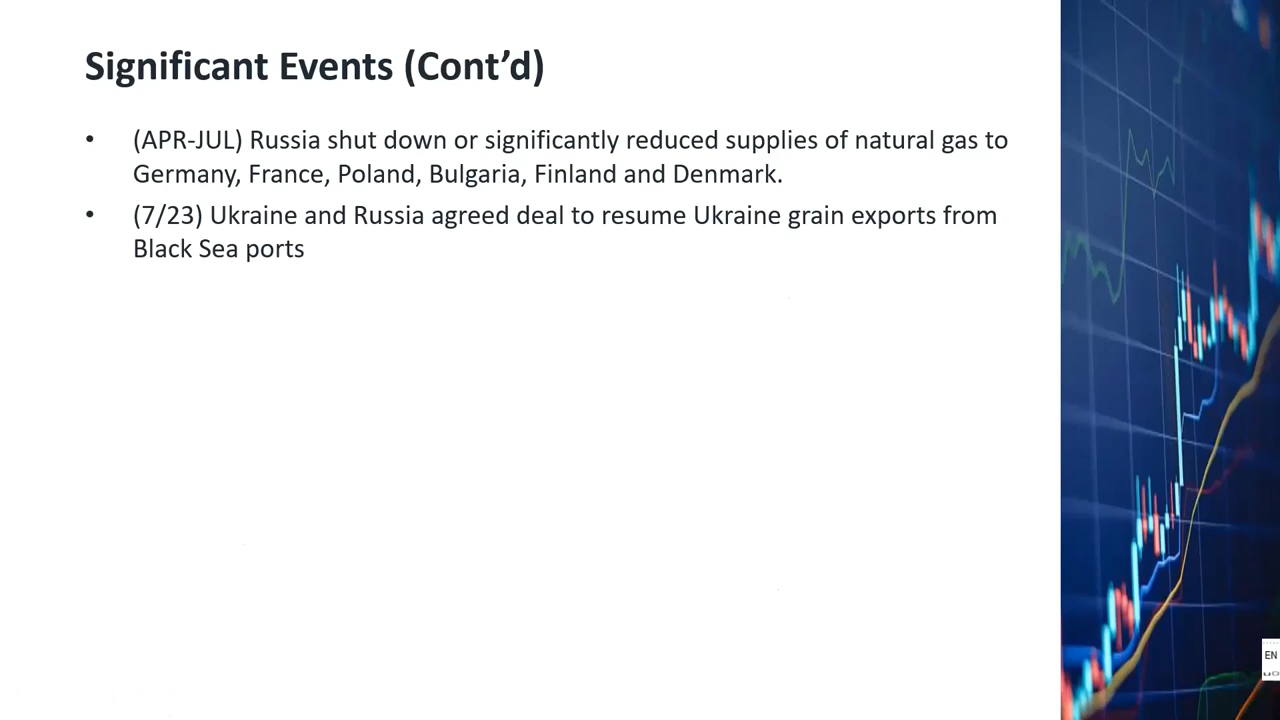 Significant Events (Cont’d)
• (APR-JUL) Russia shut down or significantly reduced supplies of natural gas to
Germany, France, Poland, Bulgaria, Finland and Denmark.
• (7/23) Ukraine and Russia agreed deal to resume Ukraine grain exports from
Black Sea ports
EN